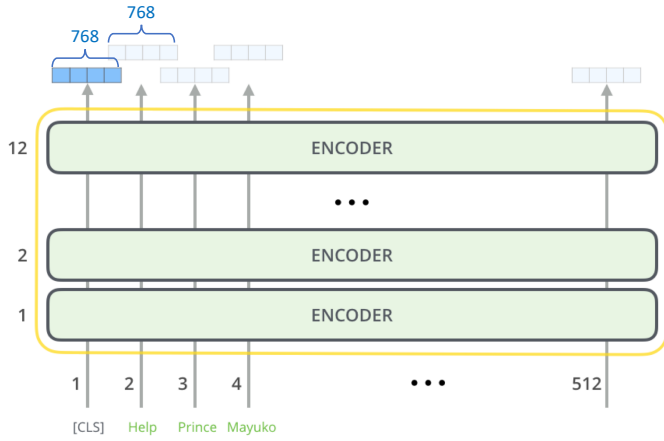 768
768
12 ENCODER
• • •
2 ENCODER
1 ENCODER
1 2 3 4 • • • 512
[CLS] Help Prince Mayuko